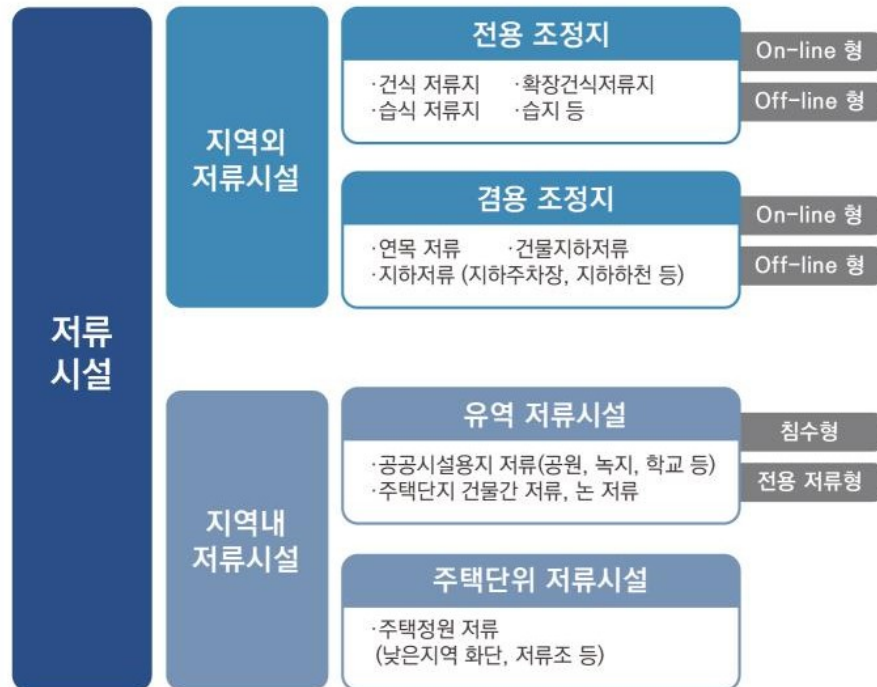 저류
시설
지역외
저류시설
전용 조정지
·건식 저류지 ·확장건식저류지
·습식 저류지 ·습지 등
On-line 형
Off-line 형
겸용 조정지
·연목 저류 ·건물지하저류
·지하저류 (지하주차장, 지하하천 등)
On-line 형
Off-line 형
지역내
저류시설
유역 저류시설
·공공시설용지 저류(공원, 녹지, 학교 등)
·주택단지 건물간 저류, 논 저류
침수형
전용 저류형
주택단위 저류시설
·주택정원 저류
(낮은지역 화단, 저류조 등)